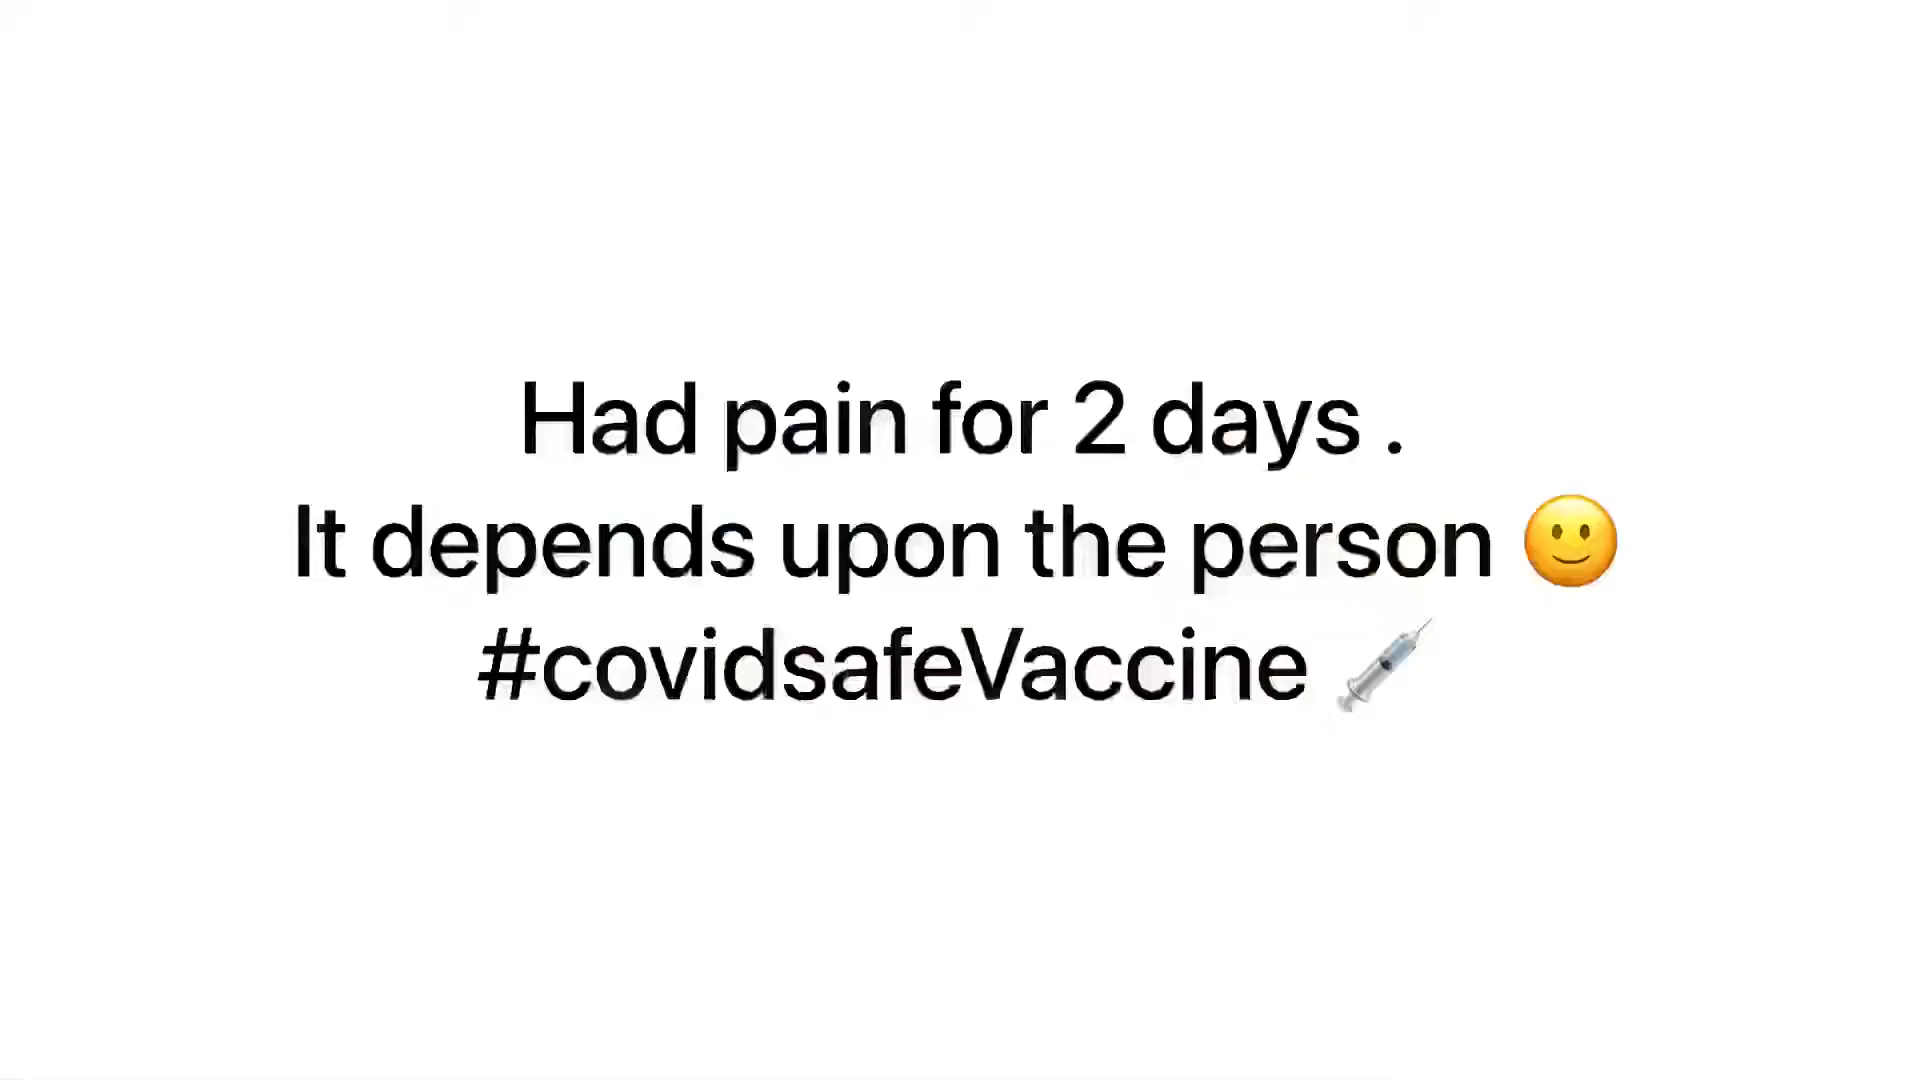 Had pain for 2 days .
It depends upon the person 🙂
#covidsafeVaccine 💉